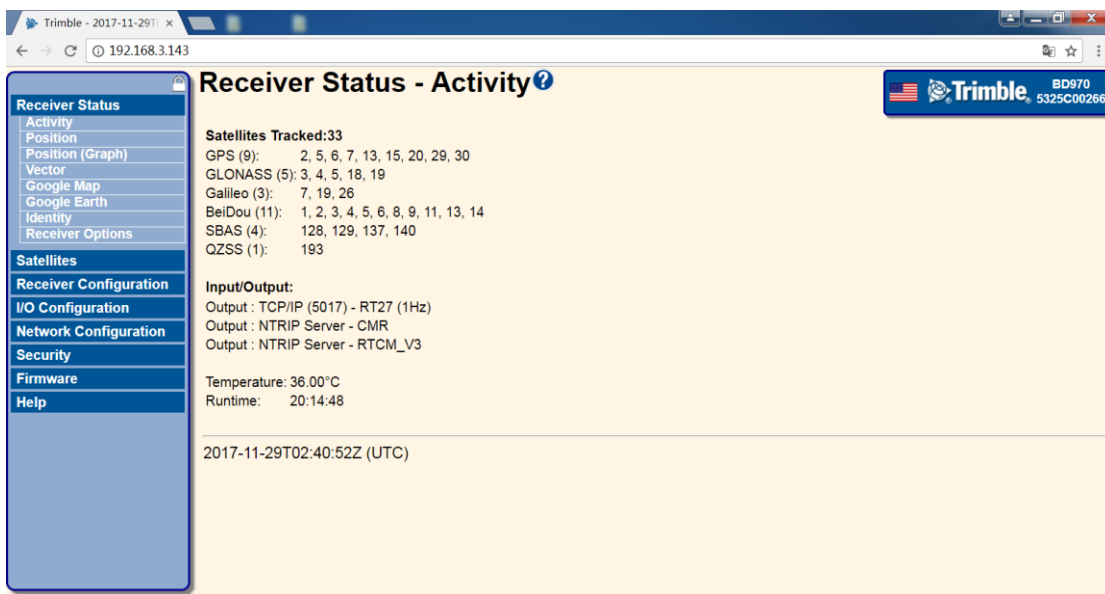 Trimble - 2017-11-29T
192.168.3.143
Receiver Status
Activity
Position
Position (Graph)
Vector
Google Map
Google Earth
Identity
Receiver Options
Satellites
Receiver Configuration
I/O Configuration
Network Configuration
Security
Firmware
Help
Receiver Status - Activity?
Trimble.
BD970
5325C00266
Satellites Tracked:33
GPS (9): 2, 5, 6, 7, 13, 15, 20, 29, 30
GLONASS (5): 3, 4, 5, 18, 19
Galileo (3): 7, 19, 26
BeiDou (11): 1, 2, 3, 4, 5, 6, 8, 9, 11, 13, 14
SBAS (4): 128, 129, 137, 140
QZSS (1): 193
Input/Output:
Output : TCP/IP (5017) - RT27 (1Hz)
Output : NTRIP Server - CMR
Output : NTRIP Server - RTCM_V3
Temperature: 36.00°C
Runtime: 20:14:48
2017-11-29T02:40:52Z (UTC)